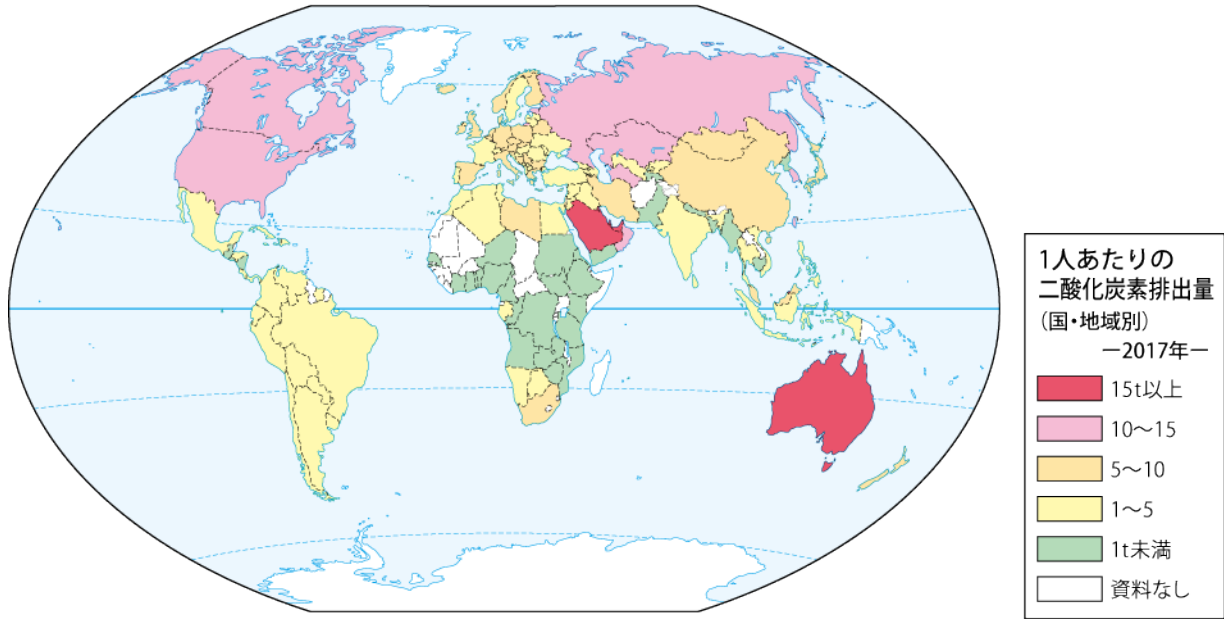 1人あたりの
二酸化炭素排出量
(国・地域別)
―2017年―
15t以上
10～15
5～10
1～5
1t未満
資料なし